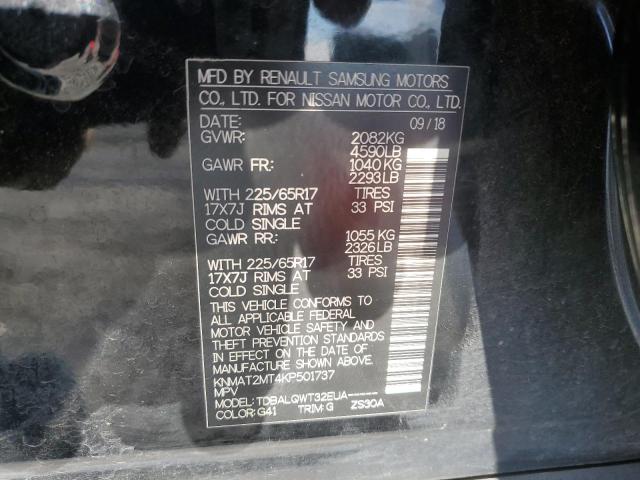 MFD BY RENAULT SAMSUNG MOTORS
CO., LTD. FOR NISSAN MOTOR CO., LTD.
DATE: 09/18
GVWR: 2082KG
4590LB
GAWR FR: 1040KG
2293LB
WITH 225/65R17 TIRES
17X7J RIMS AT 33 PSI
COLD SINGLE
GAWR RR: 1055KG
2326LB
WITH 225/65R17 TIRES
17X7J RIMS AT 33 PSI
COLD SINGLE
THIS VEHICLE CONFORMS TO
ALL APPLICABLE FEDERAL
MOTOR VEHICLE SAFETY AND
THEFT PREVENTION STANDARDS
IN EFFECT ON THE DATE OF
MANUFACTURE SHOWN ABOVE.
KNMAT2MT4KP501737
MPV
MODEL: TDBALQWT32EUA-----
COLOR: G41 TRIM: G ZS30A